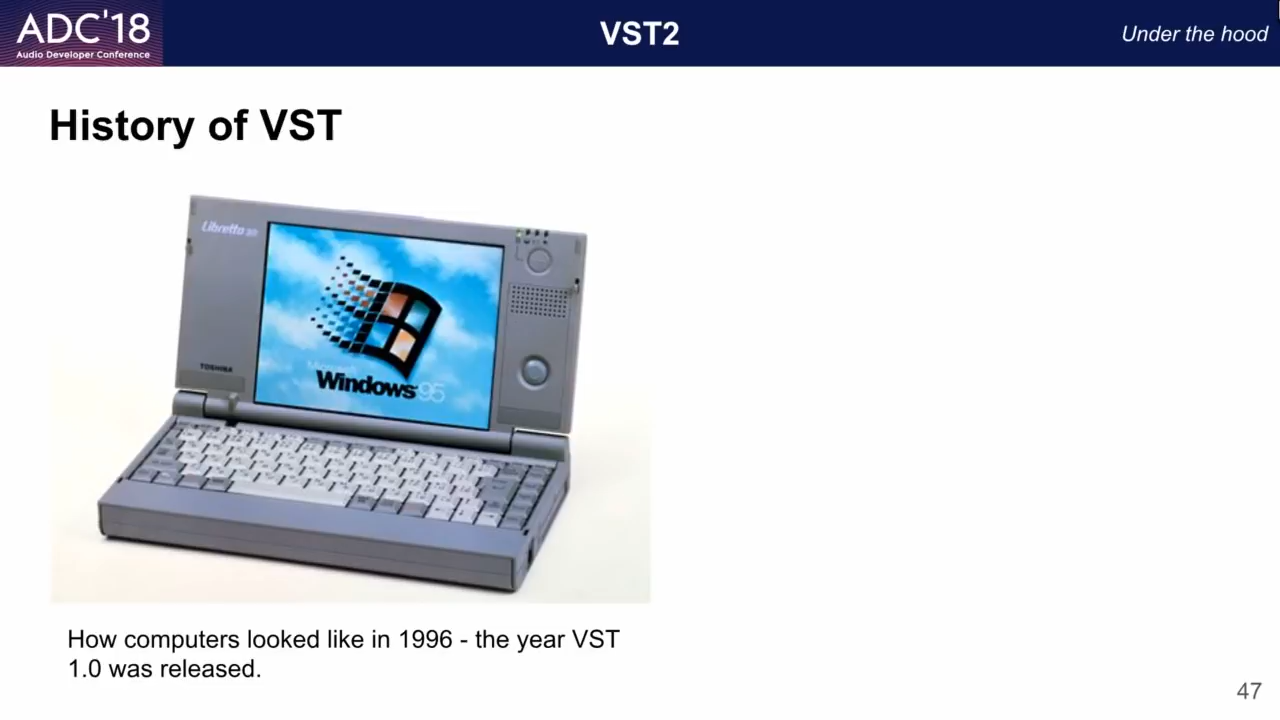 ADC'18
Audio Developer Conference
VST2
Under the hood
History of VST
Libretto
TOSHIBA
Microsoft
Windows 95
How computers looked like in 1996 - the year VST
1.0 was released.
47